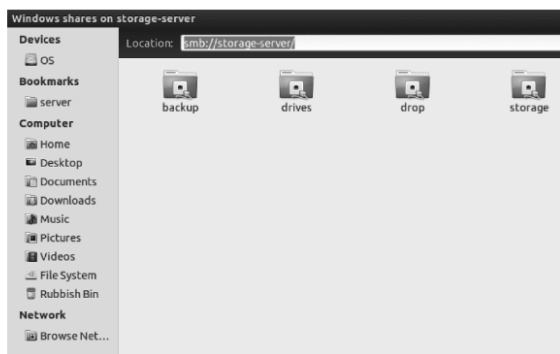 Windows shares on storage-server
Devices
OS
Bookmarks
server
Computer
Home
Desktop
Documents
Downloads
Music
Pictures
Videos
File System
Rubbish Bin
Network
Browse Net...
Location: smb://storage-server/
backup
drives
drop
storage